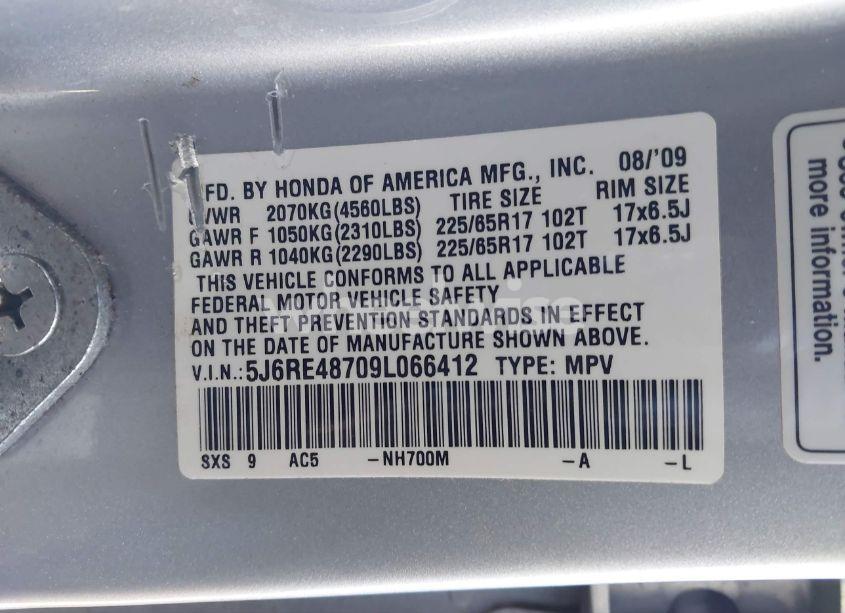 MFD. BY HONDA OF AMERICA MFG., INC. 08/'09
GVWR 2070KG(4560LBS) TIRE SIZE RIM SIZE
GAWR F 1050KG(2310LBS) 225/65R17 102T 17x6.5J
GAWR R 1040KG(2290LBS) 225/65R17 102T 17x6.5J
THIS VEHICLE CONFORMS TO ALL APPLICABLE
FEDERAL MOTOR VEHICLE SAFETY
AND THEFT PREVENTION STANDARDS IN EFFECT
ON THE DATE OF MANUFACTURE SHOWN ABOVE.
V.I.N.: 5J6RE48709L066412 TYPE: MPV
SXS 9 AC5 -NH700M -A -L
more information.